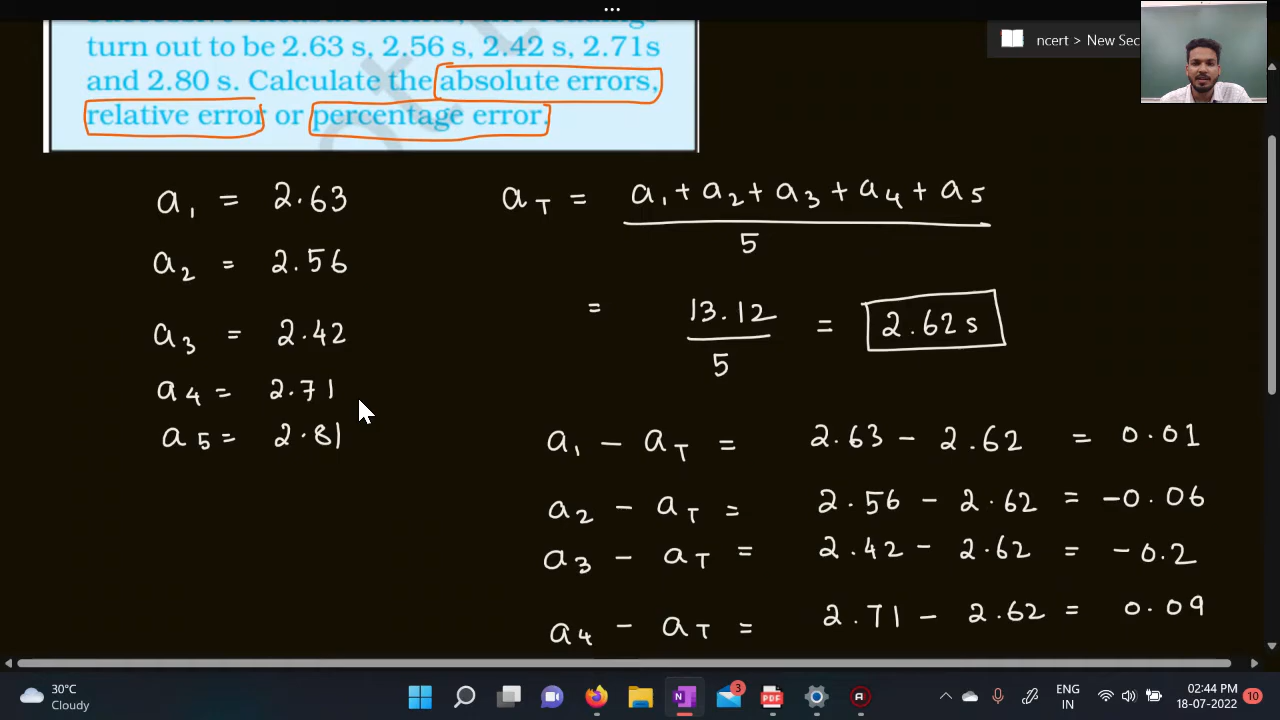 ...
ncert > New Sec
turn out to be 2.63 s, 2.56 s, 2.42 s, 2.71s
and 2.80 s. Calculate the absolute errors,
relative error or percentage error.
a1 = 2.63
a2 = 2.56
a3 = 2.42
a4 = 2.71
a5 = 2.81
aT = a1 + a2 + a3 + a4 + a5
5
= 13.12 = 2.62 s
5
a1 - aT = 2.63 - 2.62 = 0.01
a2 - aT = 2.56 - 2.62 = -0.06
a3 - aT = 2.42 - 2.62 = -0.2
a4 - aT = 2.71 - 2.62 = 0.09
30°C
Cloudy
3
PDF
ENG
IN
02:44 PM
18-07-2022
10